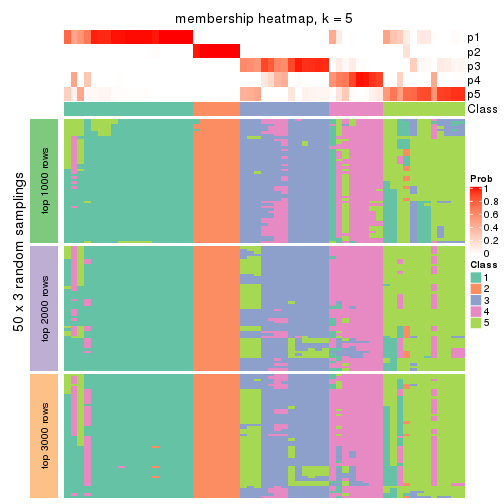 membership heatmap, k = 5
p1
p2
p3
p4
p5
Class
50 x 3 random samplings
top 1000 rows
top 2000 rows
top 3000 rows
Prob
1
0.8
0.6
0.4
0.2
0
Class
1
2
3
4
5